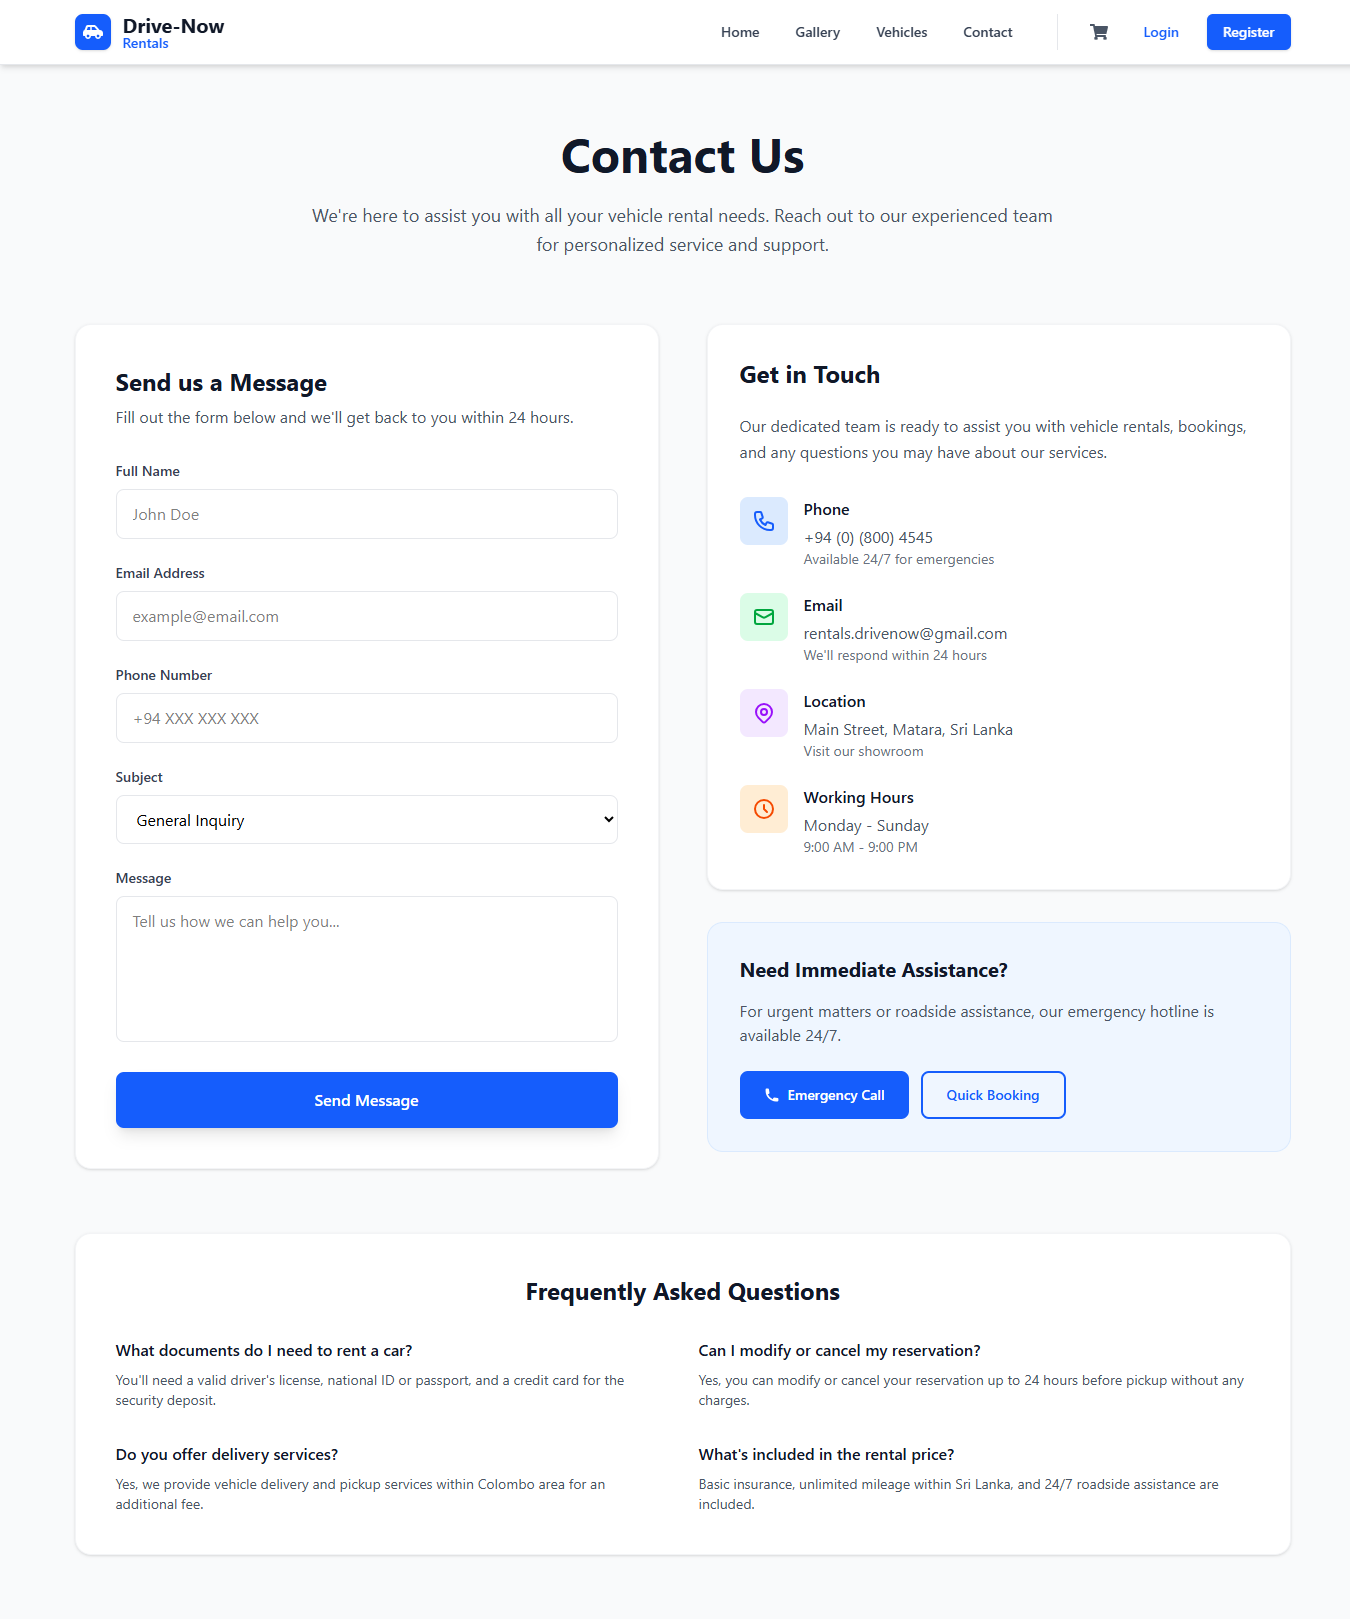 Drive-Now
Rentals
Home
Gallery
Vehicles
Contact
Login
Register
Contact Us
We're here to assist you with all your vehicle rental needs. Reach out to our experienced team
for personalized service and support.
Send us a Message
Fill out the form below and we'll get back to you within 24 hours.
Full Name
John Doe
Email Address
example@email.com
Phone Number
+94 XXX XXX XXX
Subject
General Inquiry
Message
Tell us how we can help you...
Send Message
Get in Touch
Our dedicated team is ready to assist you with vehicle rentals, bookings,
and any questions you may have about our services.
Phone
+94 (0) (800) 4545
Available 24/7 for emergencies
Email
rentals.drivenow@gmail.com
We'll respond within 24 hours
Location
Main Street, Matara, Sri Lanka
Visit our showroom
Working Hours
Monday - Sunday
9:00 AM - 9:00 PM
Need Immediate Assistance?
For urgent matters or roadside assistance, our emergency hotline is
available 24/7.
Emergency Call
Quick Booking
Frequently Asked Questions
What documents do I need to rent a car?
You'll need a valid driver's license, national ID or passport, and a credit card for the
security deposit.
Can I modify or cancel my reservation?
Yes, you can modify or cancel your reservation up to 24 hours before pickup without any
charges.
Do you offer delivery services?
Yes, we provide vehicle delivery and pickup services within Colombo area for an
additional fee.
What's included in the rental price?
Basic insurance, unlimited mileage within Sri Lanka, and 24/7 roadside assistance are
included.